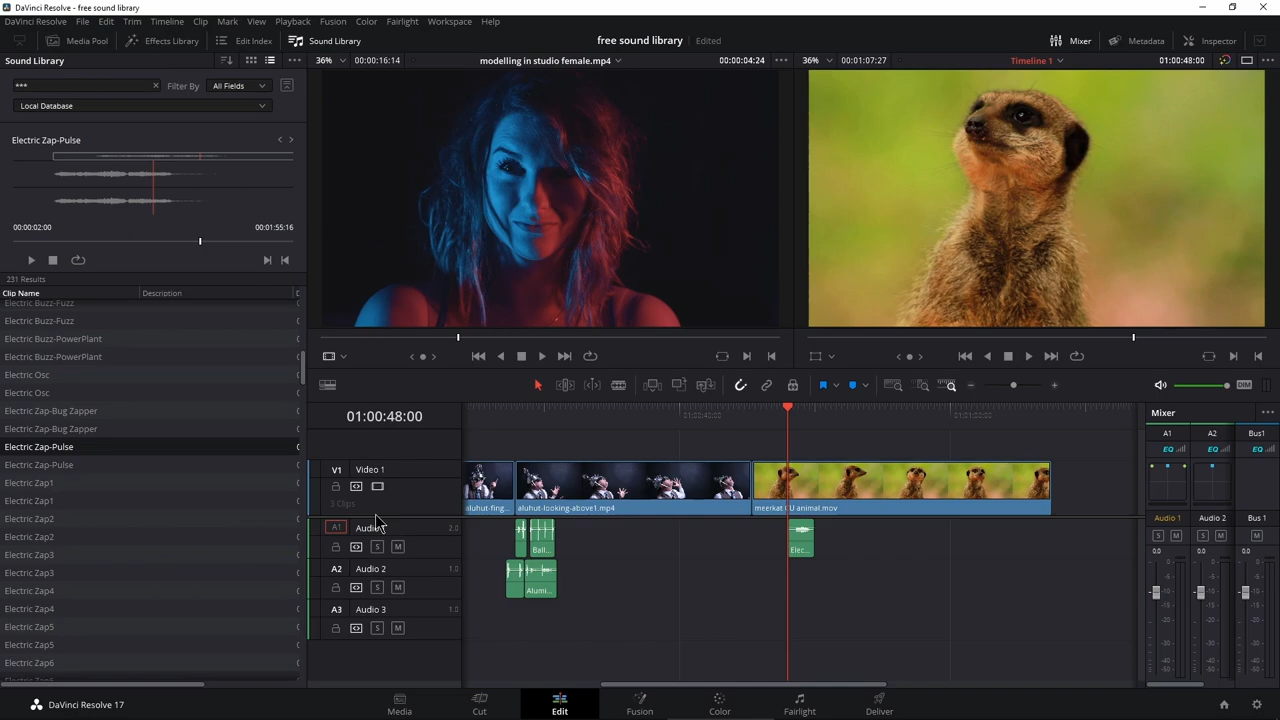 DaVinci Resolve - free sound library
DaVinci Resolve File Edit Trim Timeline Clip Mark View Playback Fusion Color Fairlight Workspace Help
Media Pool Effects Library Edit Index Sound Library free sound library Edited Mixer Metadata Inspector
Sound Library 36% 00:00:16:14 modelling in studio female.mp4 00:00:04:24 36% 00:01:07:27 Timeline 1 01:00:48:00
*** Filter By All Fields
Local Database
Electric Zap-Pulse
00:00:02:00 00:01:55:16
231 Results
Clip Name Description
Electric Buzz-Fuzz
Electric Buzz-Fuzz
Electric Buzz-PowerPlant
Electric Buzz-PowerPlant
Electric Osc
Electric Osc
Electric Zap-Bug Zapper
Electric Zap-Bug Zapper
Electric Zap-Pulse
Electric Zap-Pulse
Electric Zap1
Electric Zap1
Electric Zap2
Electric Zap2
Electric Zap3
Electric Zap3
Electric Zap4
Electric Zap4
Electric Zap5
Electric Zap5
Electric Zap6
DIM
01:00:48:00
V1 Video 1
3 Clips
aluhut-fing... aluhut-looking-above1.mp4
A1 2.0
S M Ball... Elec...
A2 Audio 2 1.0
S M Alumi...
A3 Audio 3 1.0
S M
Mixer
A1 A2 Bus1
EQ EQ EQ
Audio 1 Audio 2 Bus 1
S M S M M
0.0 0.0 0.0
Media Cut Edit Fusion Color Fairlight Deliver
DaVinci Resolve 17